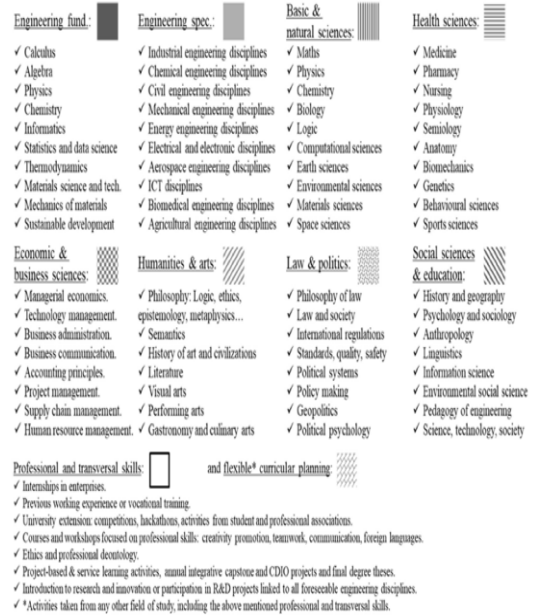 Engineering fund.:
✓ Calculus
✓ Algebra
✓ Physics
✓ Chemistry
✓ Informatics
✓ Statistics and data science
✓ Thermodynamics
✓ Materials science and tech.
✓ Mechanics of materials
✓ Sustainable development
Engineering spec.:
✓ Industrial engineering disciplines
✓ Chemical engineering disciplines
✓ Civil engineering disciplines
✓ Mechanical engineering disciplines
✓ Energy engineering disciplines
✓ Electrical and electronic disciplines
✓ Aerospace engineering disciplines
✓ ICT disciplines
✓ Biomedical engineering disciplines
✓ Agricultural engineering disciplines
Basic &
natural sciences:
✓ Maths
✓ Physics
✓ Chemistry
✓ Biology
✓ Logic
✓ Computational sciences
✓ Earth sciences
✓ Environmental sciences
✓ Materials sciences
✓ Space sciences
Health sciences:
✓ Medicine
✓ Pharmacy
✓ Nursing
✓ Physiology
✓ Semiology
✓ Anatomy
✓ Biomechanics
✓ Genetics
✓ Behavioural sciences
✓ Sports sciences
Economic &
business sciences:
✓ Managerial economics.
✓ Technology management.
✓ Business administration.
✓ Business communication.
✓ Accounting principles.
✓ Project management.
✓ Supply chain management.
✓ Human resource management.
Humanities & arts:
✓ Philosophy: Logic, ethics,
epistemology, metaphysics…
✓ Semantics
✓ History of art and civilizations
✓ Literature
✓ Visual arts
✓ Performing arts
✓ Gastronomy and culinary arts
Law & politics:
✓ Philosophy of law
✓ Law and society
✓ International regulations
✓ Standards, quality, safety
✓ Political systems
✓ Policy making
✓ Geopolitics
✓ Political psychology
Social sciences
& education:
✓ History and geography
✓ Psychology and sociology
✓ Anthropology
✓ Linguistics
✓ Information science
✓ Environmental social science
✓ Pedagogy of engineering
✓ Science, technology, society
Professional and transversal skills: and flexible* curricular planning:
✓ Internships in enterprises.
✓ Previous working experience or vocational training.
✓ University extension: competitions, hackathons, activities from student and professional associations.
✓ Courses and workshops focused on professional skills: creativity promotion, teamwork, communication, foreign languages.
✓ Ethics and professional deontology.
✓ Project-based & service learning activities, annual integrative capstone and CDIO projects and final degree theses.
✓ Introduction to research and innovation or participation in R&D projects linked to all foreseeable engineering disciplines.
✓ *Activities taken from any other field of study, including the above mentioned professional and transversal skills.